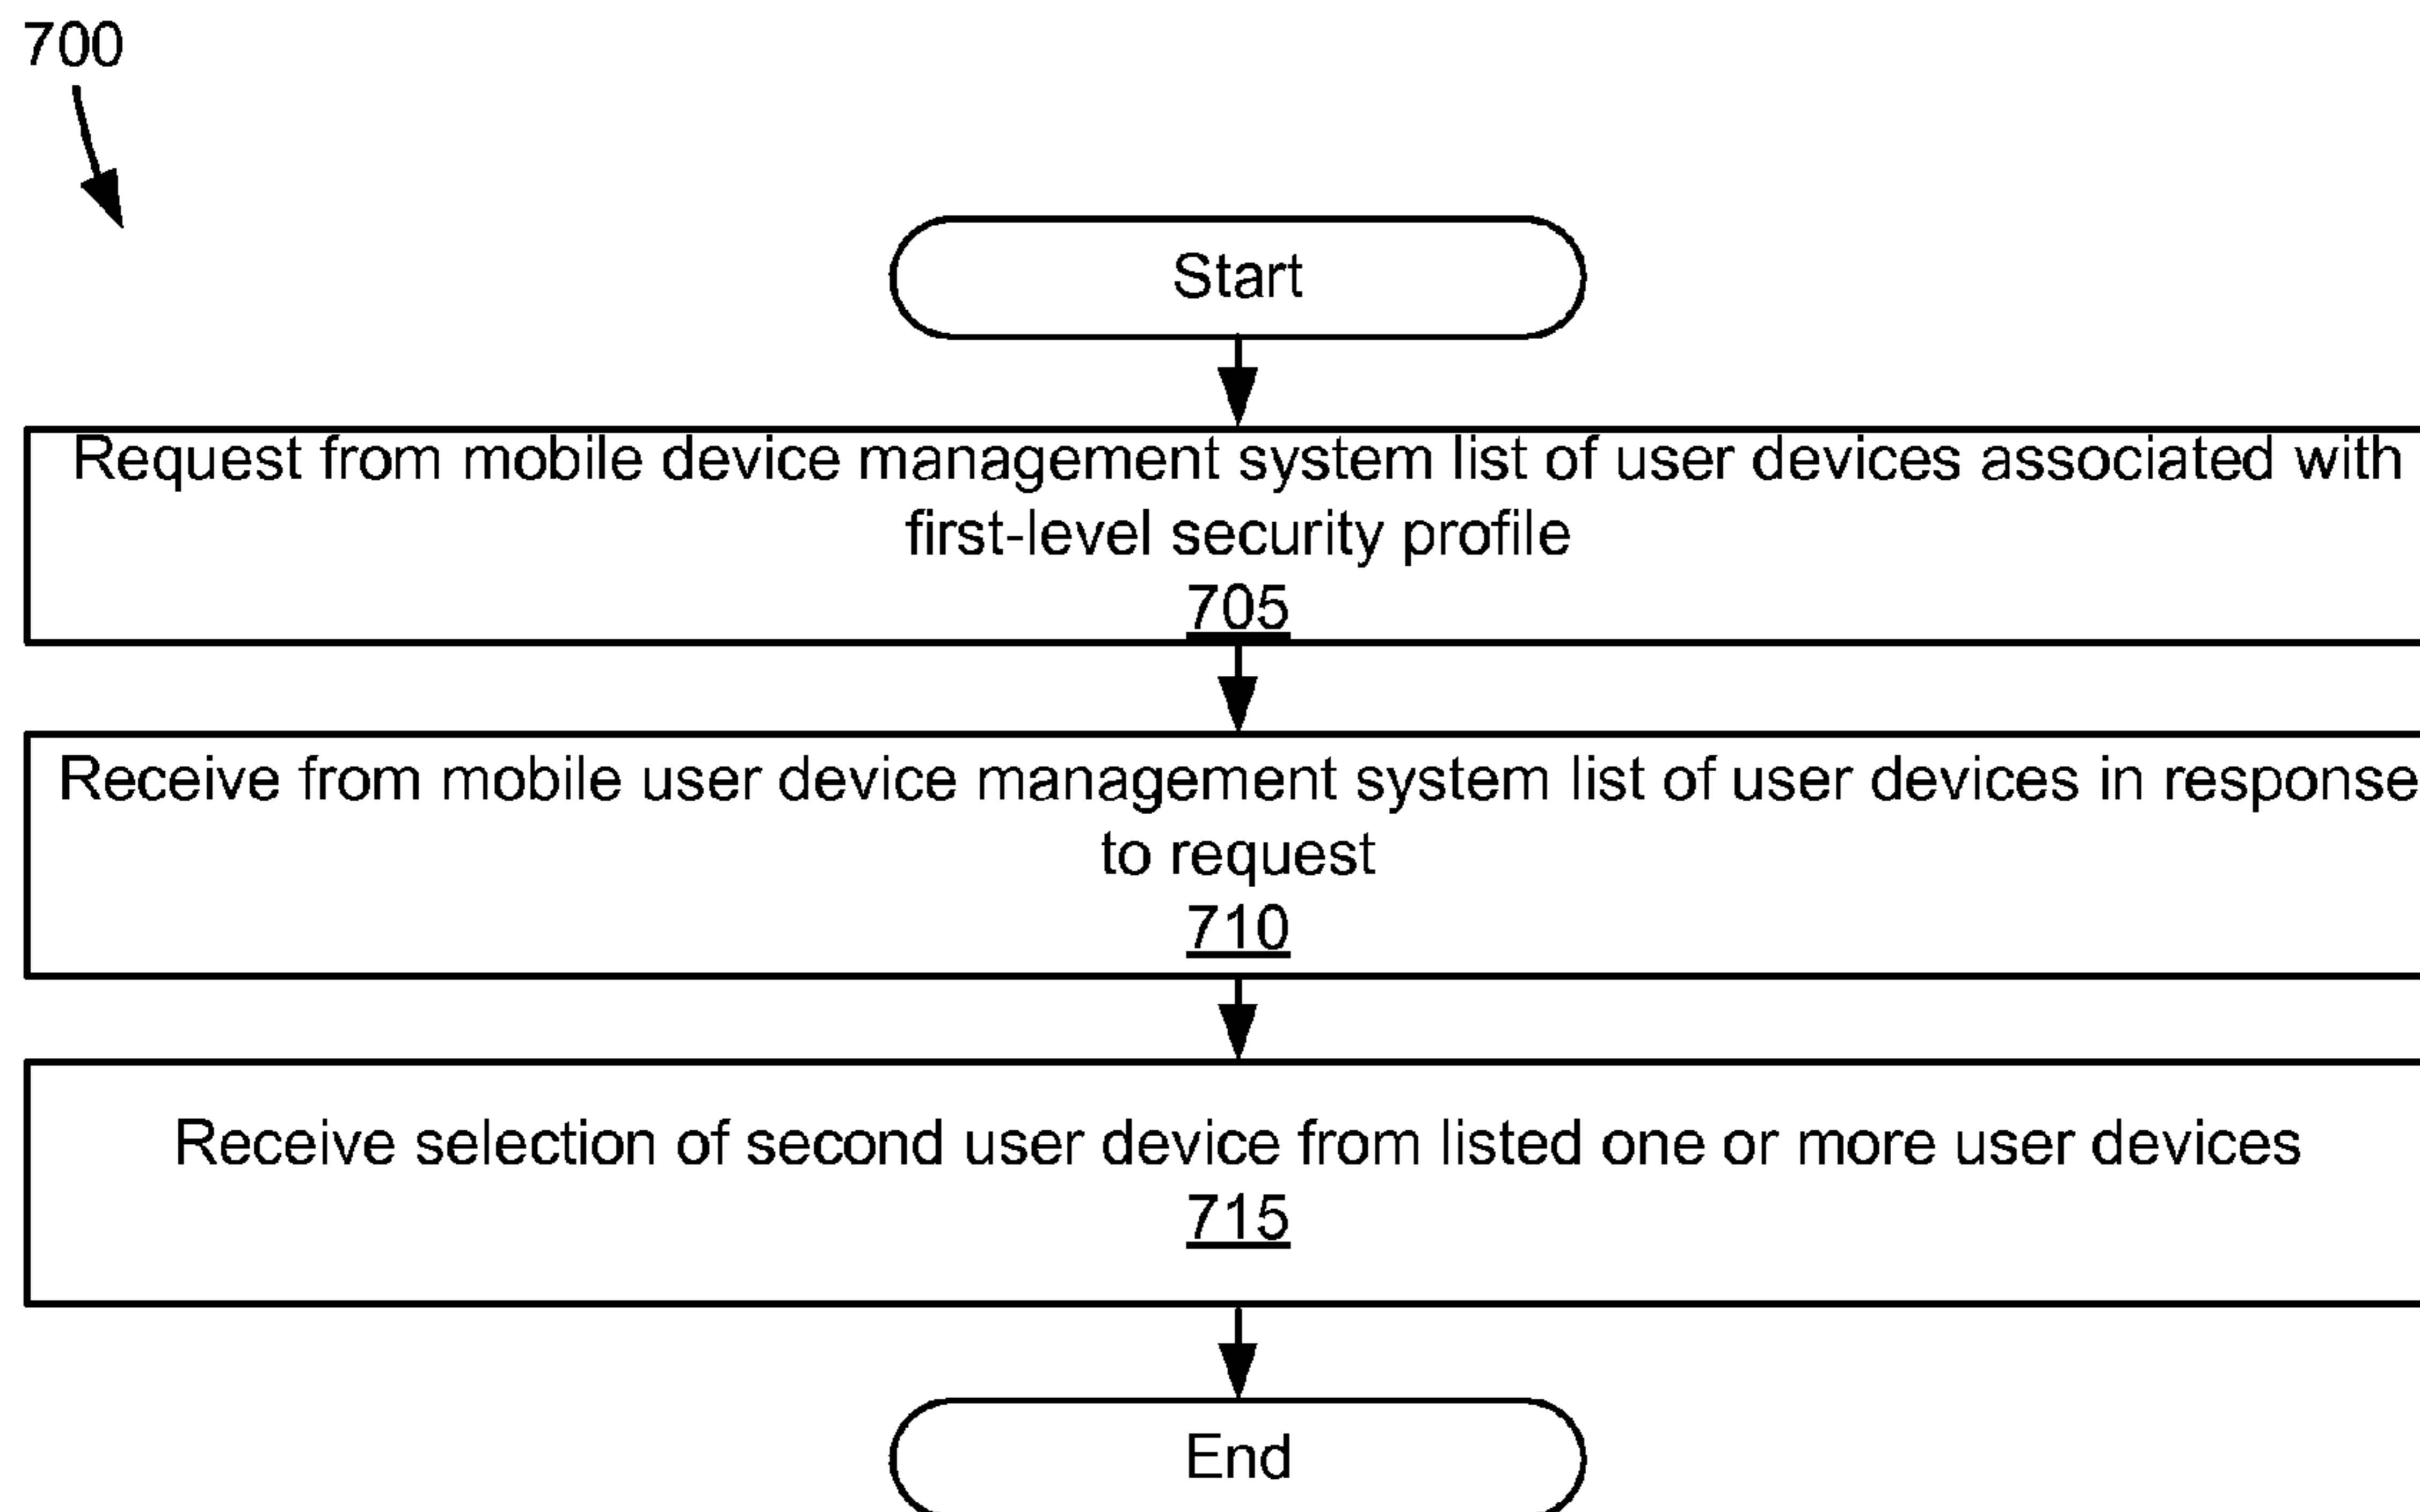 700
Start
Request from mobile device management system list of user devices associated with
first-level security profile
705
Receive from mobile user device management system list of user devices in response
to request
710
Receive selection of second user device from listed one or more user devices
715
End